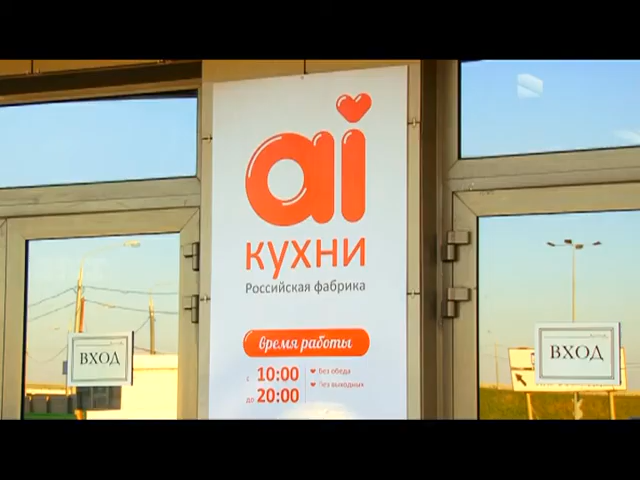 ai
кухни
Российская фабрика
время работы
с 10:00
до 20:00
без обеда
без выходных
ВХОД
ВХОД